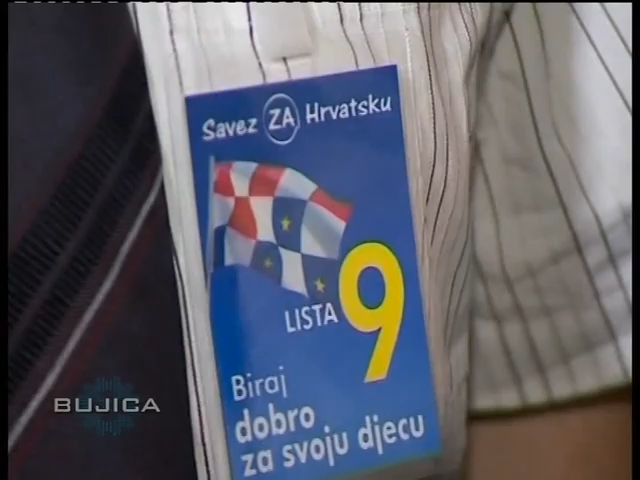 Savez ZA Hrvatsku
LISTA 9
Biraj
dobro
za svoju djecu
BUJICA